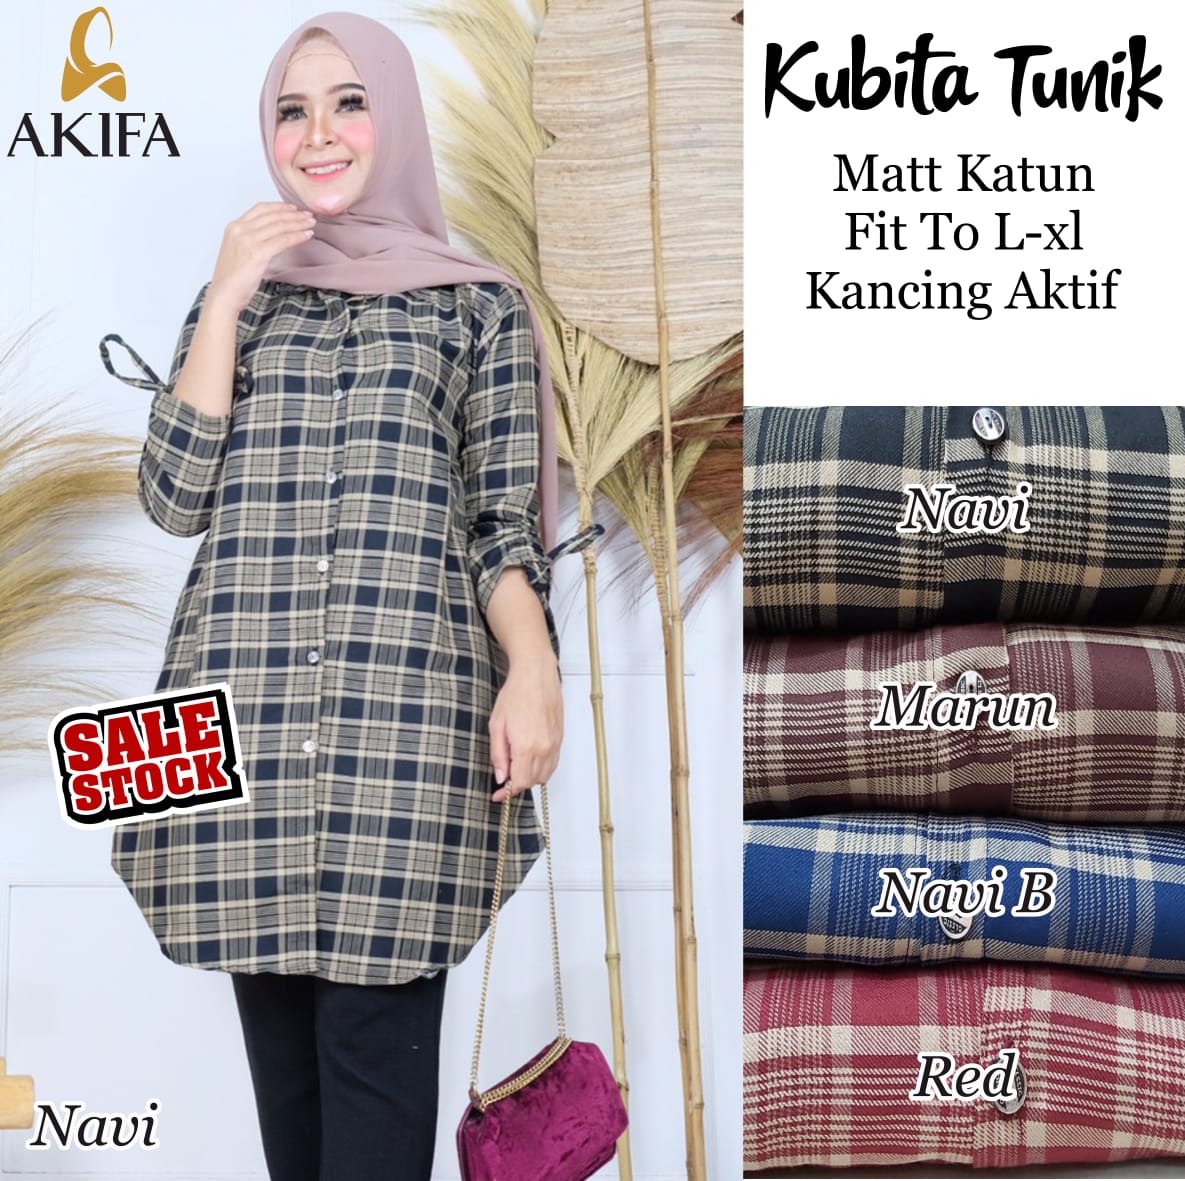 AKIFA
Kubita Tunik
Matt Katun
Fit To L-xl
Kancing Aktif
Navi
Marun
Navi B
Red
SALE
STOCK
Navi